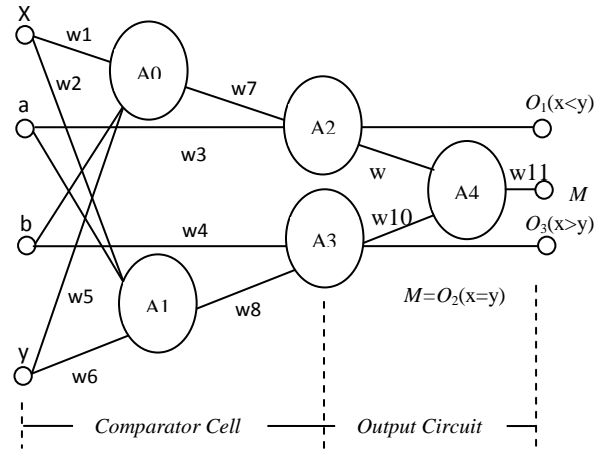 X
w1
A0
w2
w7
a
A2
O1(x<y)
w3
w
A4
w11
M
b
w4
w10
A3
O3(x>y)
w5
A1
w8
M=O2(x=y)
y
w6
Comparator Cell
Output Circuit